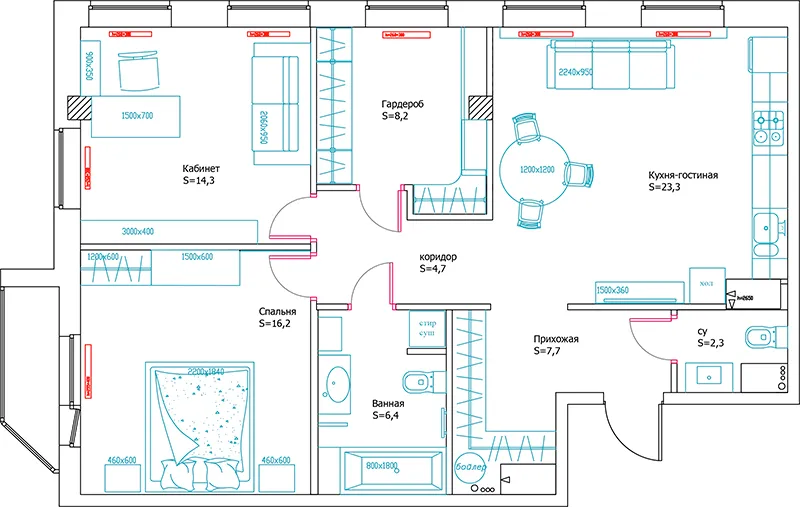 900x350
1500x700
2060x950
Кабинет
S=14,3
3000x400
Гардероб
S=8,2
2240x950
1200x1200
Кухня-гостиная
S=23,3
коридор
S=4,7
1500x360
хол
1200x600
1500x600
Спальня
S=16,2
2200x1840
460x600
460x600
стир
суш
Ванная
S=6,4
800x1800
Прихожая
S=7,7
бойлер
су
S=2,3